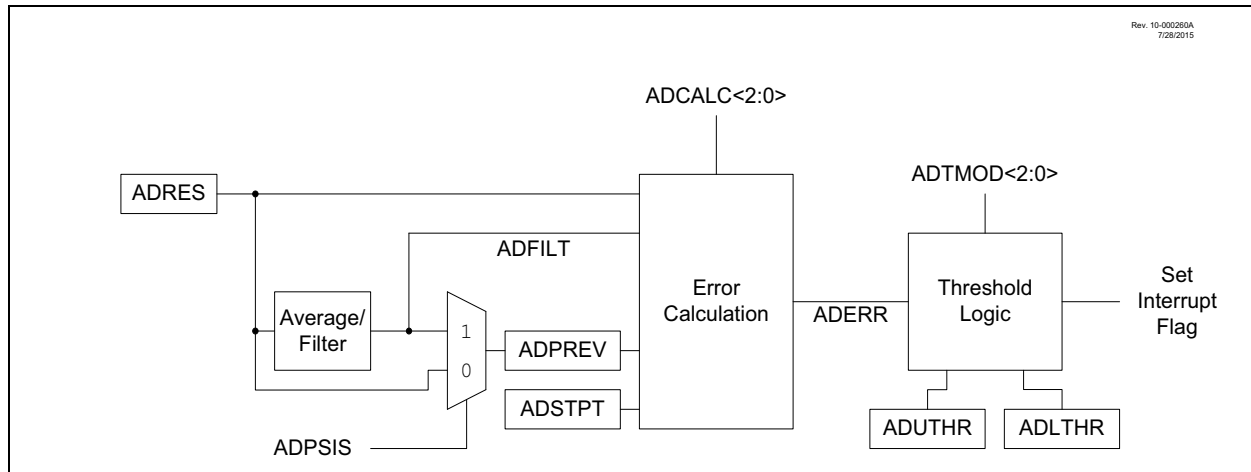 Rev. 10-000260A
7/28/2015
ADCALC<2:0>
ADTMOD<2:0>
ADRES
ADFILT
Error
Calculation
Threshold
Logic
Set
Interrupt
Flag
ADERR
Average/
Filter
1
0
ADPREV
ADSTPT
ADPSIS
ADUTHR
ADLTHR